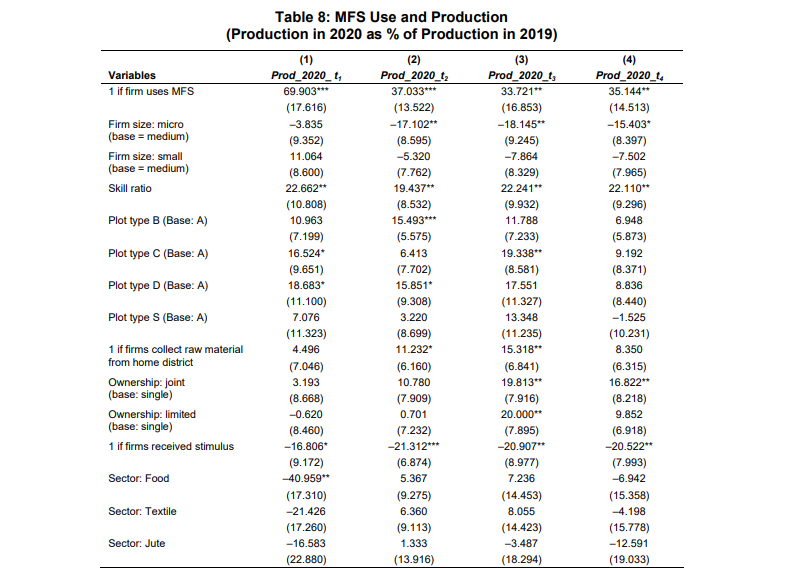 Table 8: MFS Use and Production
(Production in 2020 as % of Production in 2019)
(1) (2) (3) (4)
Variables Prod_2020_ t1 Prod_2020_t2 Prod_2020_t3 Prod_2020_t4
1 if firm uses MFS 69.903*** 37.033*** 33.721** 35.144**
(17.616) (13.522) (16.853) (14.513)
Firm size: micro –3.835 –17.102** –18.145** –15.403*
(base = medium) (9.352) (8.595) (9.245) (8.397)
Firm size: small 11.064 –5.320 –7.864 –7.502
(base = medium) (8.600) (7.762) (8.329) (7.965)
Skill ratio 22.662** 19.437** 22.241** 22.110**
(10.808) (8.532) (9.932) (9.296)
Plot type B (Base: A) 10.963 15.493*** 11.788 6.948
(7.199) (5.575) (7.233) (5.873)
Plot type C (Base: A) 16.524* 6.413 19.338** 9.192
(9.651) (7.702) (8.581) (8.371)
Plot type D (Base: A) 18.683* 15.851* 17.551 8.836
(11.100) (9.308) (11.327) (8.440)
Plot type S (Base: A) 7.076 3.220 13.348 –1.525
(11.323) (8.699) (11.235) (10.231)
1 if firms collect raw material 4.496 11.232* 15.318** 8.350
from home district (7.046) (6.160) (6.841) (6.315)
Ownership: joint 3.193 10.780 19.813** 16.822**
(base: single) (8.668) (7.909) (7.916) (8.218)
Ownership: limited –0.620 0.701 20.000** 9.852
(base: single) (8.460) (7.232) (7.895) (6.918)
1 if firms received stimulus –16.806* –21.312*** –20.907** –20.522**
(9.172) (6.874) (8.977) (7.993)
Sector: Food –40.959** 5.367 7.236 –6.942
(17.310) (9.275) (14.453) (15.358)
Sector: Textile –21.426 6.360 8.055 –4.198
(17.260) (9.113) (14.423) (15.778)
Sector: Jute –16.583 1.333 –3.487 –12.591
(22.880) (13.916) (18.294) (19.033)